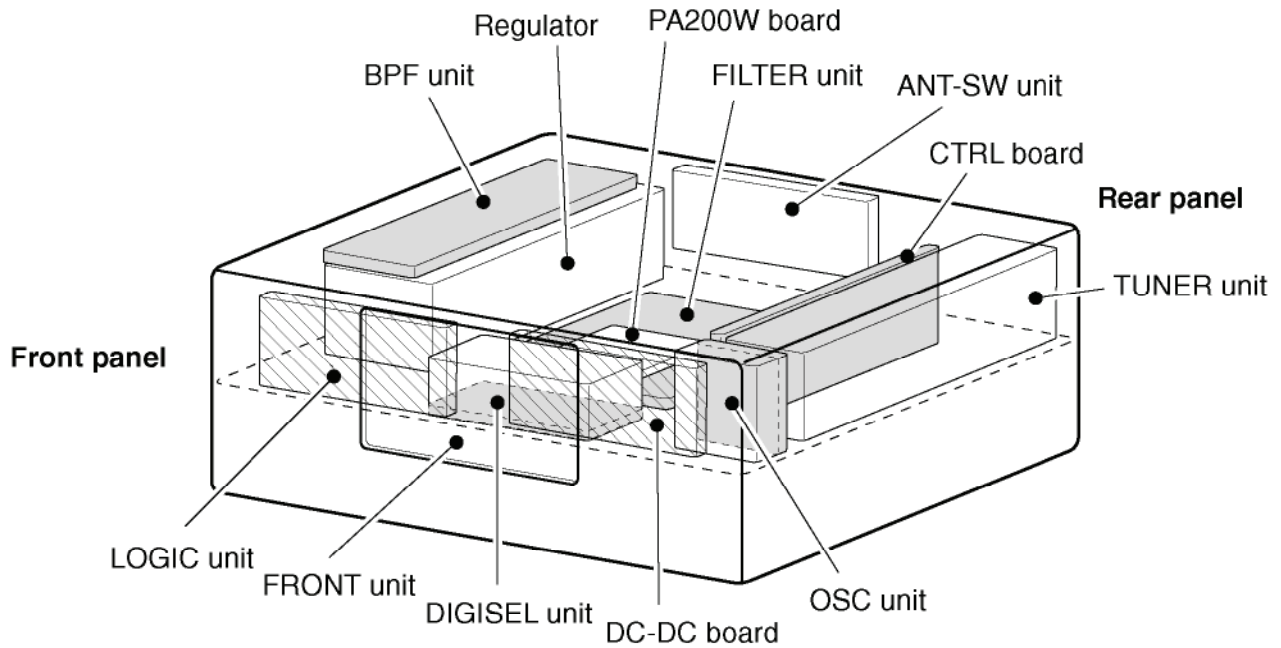 PA200W board
Regulator
BPF unit
FILTER unit
ANT-SW unit
CTRL board
Rear panel
TUNER unit
Front panel
LOGIC unit
FRONT unit
DIGISEL unit
DC-DC board
OSC unit